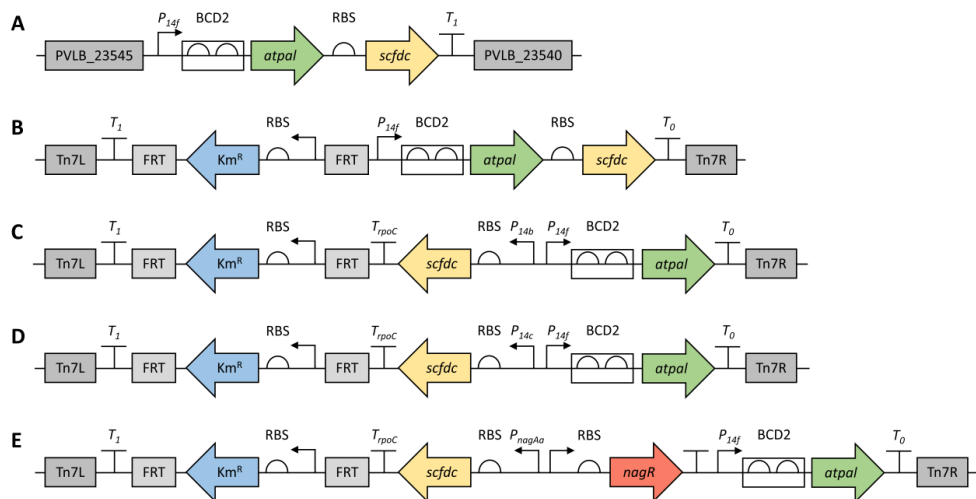 A
P14f BCD2 RBS T1
PVLB_23545 atpal scfdc PVLB_23540
B
T1 RBS P14f BCD2 RBS T0
Tn7L FRT KmR FRT atpal scfdc Tn7R
C
T1 RBS TrpoC RBS P14b P14f BCD2 T0
Tn7L FRT KmR FRT scfdc atpal Tn7R
D
T1 RBS TrpoC RBS P14c P14f BCD2 T0
Tn7L FRT KmR FRT scfdc atpal Tn7R
E
T1 RBS TrpoC RBS PnagAa RBS P14f BCD2 T0
Tn7L FRT KmR FRT scfdc nagR atpal Tn7R